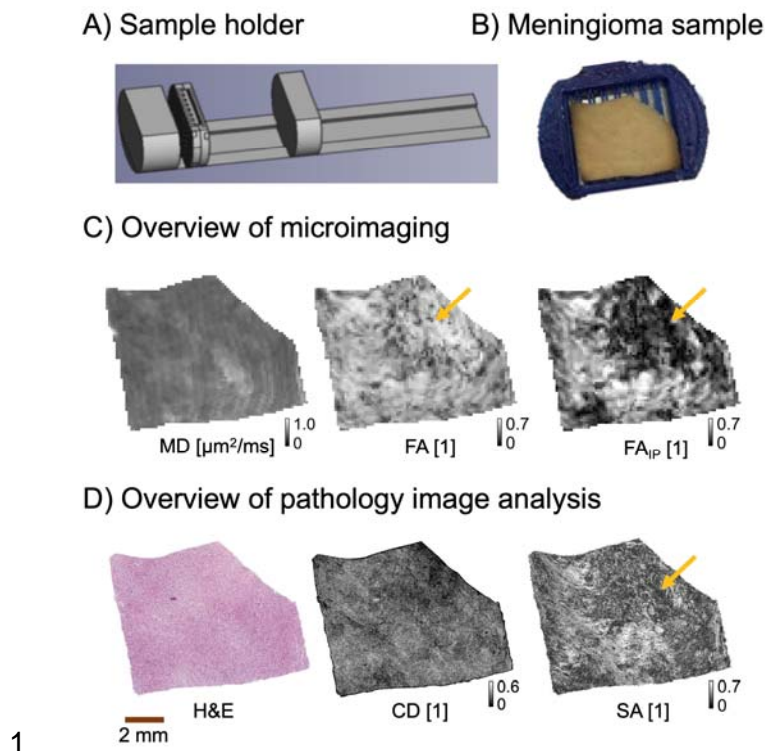 A) Sample holder
B) Meningioma sample
C) Overview of microimaging
1.0
0
MD [µm²/ms]
0.7
0
FA [1]
0.7
0
FA_IP [1]
D) Overview of pathology image analysis
H&E
0.6
0
CD [1]
0.7
0
SA [1]
2 mm
1